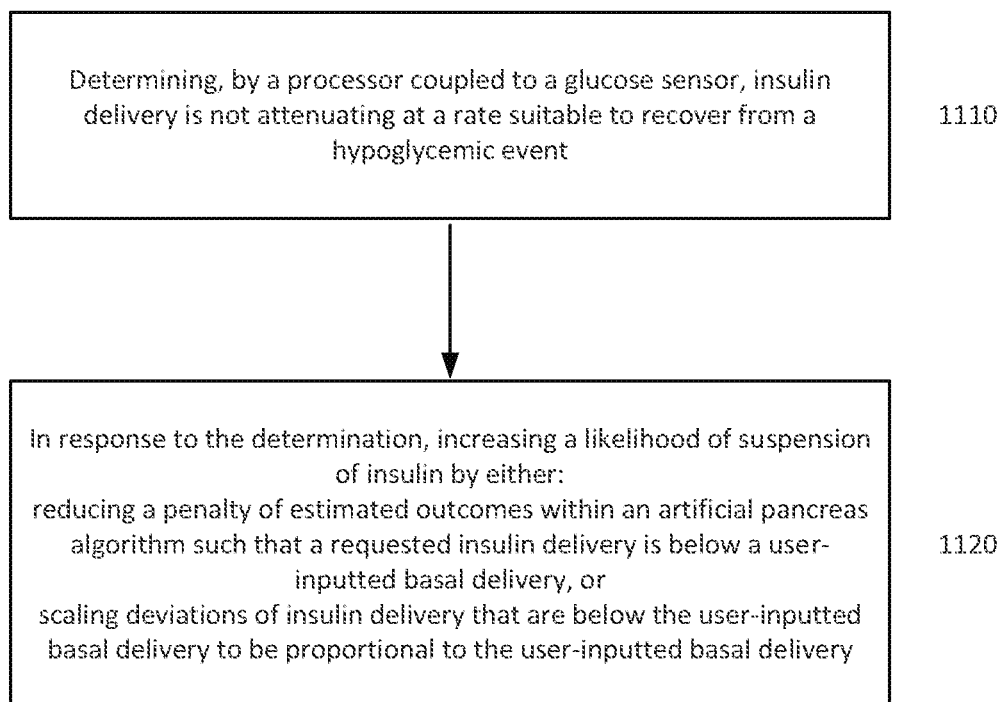 Determining, by a processor coupled to a glucose sensor, insulin
delivery is not attenuating at a rate suitable to recover from a
hypoglycemic event
1110
In response to the determination, increasing a likelihood of suspension
of insulin by either:
reducing a penalty of estimated outcomes within an artificial pancreas
algorithm such that a requested insulin delivery is below a user-
inputted basal delivery, or
scaling deviations of insulin delivery that are below the user-inputted
basal delivery to be proportional to the user-inputted basal delivery
1120